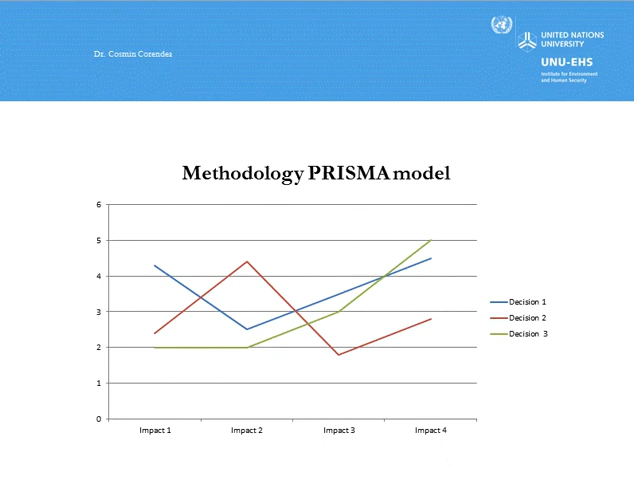 Dr. Cosmin Corendea
UNITED NATIONS
UNIVERSITY
UNU-EHS
Institute for Environment
and Human Security
Methodology PRISMA model
6
5
4
3
2
1
0
Impact 1 Impact 2 Impact 3 Impact 4
Decision 1
Decision 2
Decision 3